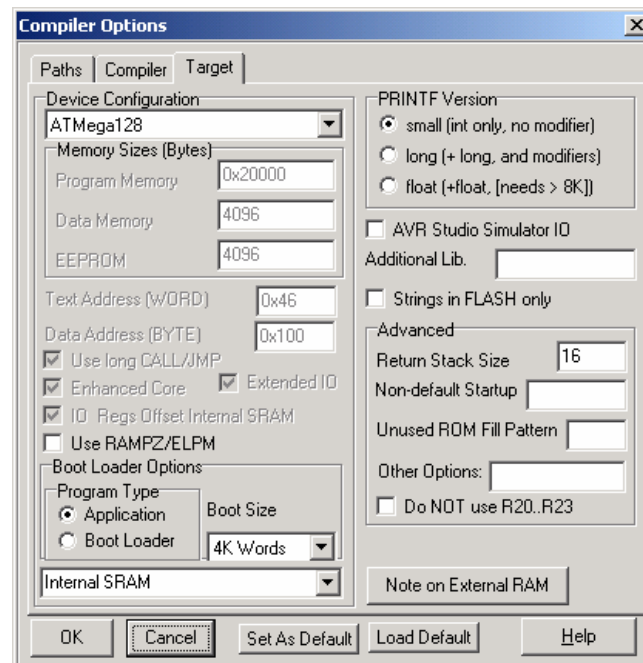 Compiler Options
Paths
Compiler
Target
Device Configuration
ATMega128
Memory Sizes (Bytes)
Program Memory 0x20000
Data Memory 4096
EEPROM 4096
Text Address (WORD) 0x46
Data Address (BYTE) 0x100
Use long CALL/JMP
Enhanced Core Extended IO
IO Regs Offset Internal SRAM
Use RAMPZ/ELPM
Boot Loader Options
Program Type
Application
Boot Loader
Boot Size
4K Words
Internal SRAM
PRINTF Version
small (int only, no modifier)
long (+ long, and modifiers)
float (+float, [needs > 8K])
AVR Studio Simulator IO
Additional Lib.
Strings in FLASH only
Advanced
Return Stack Size 16
Non-default Startup
Unused ROM Fill Pattern
Other Options:
Do NOT use R20..R23
Note on External RAM
OK Cancel Set As Default Load Default Help